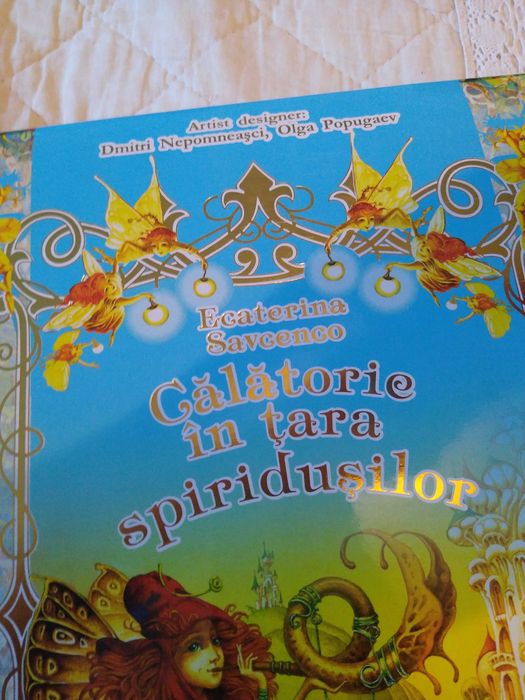 Artist designer:
Dmitri Nepomneașci, Olga Popugaev
Ecaterina
Savcenco
Călătorie
în țara
spiridușilor